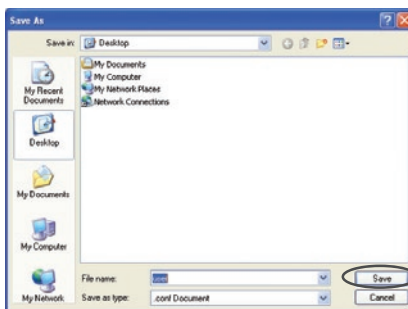 Save As
Save in:
Desktop
My Documents
My Computer
My Network Places
Network Connections
My Recent
Documents
Desktop
My Documents
My Computer
My Network
File name:
Save
Save as type:
.conf Document
Cancel